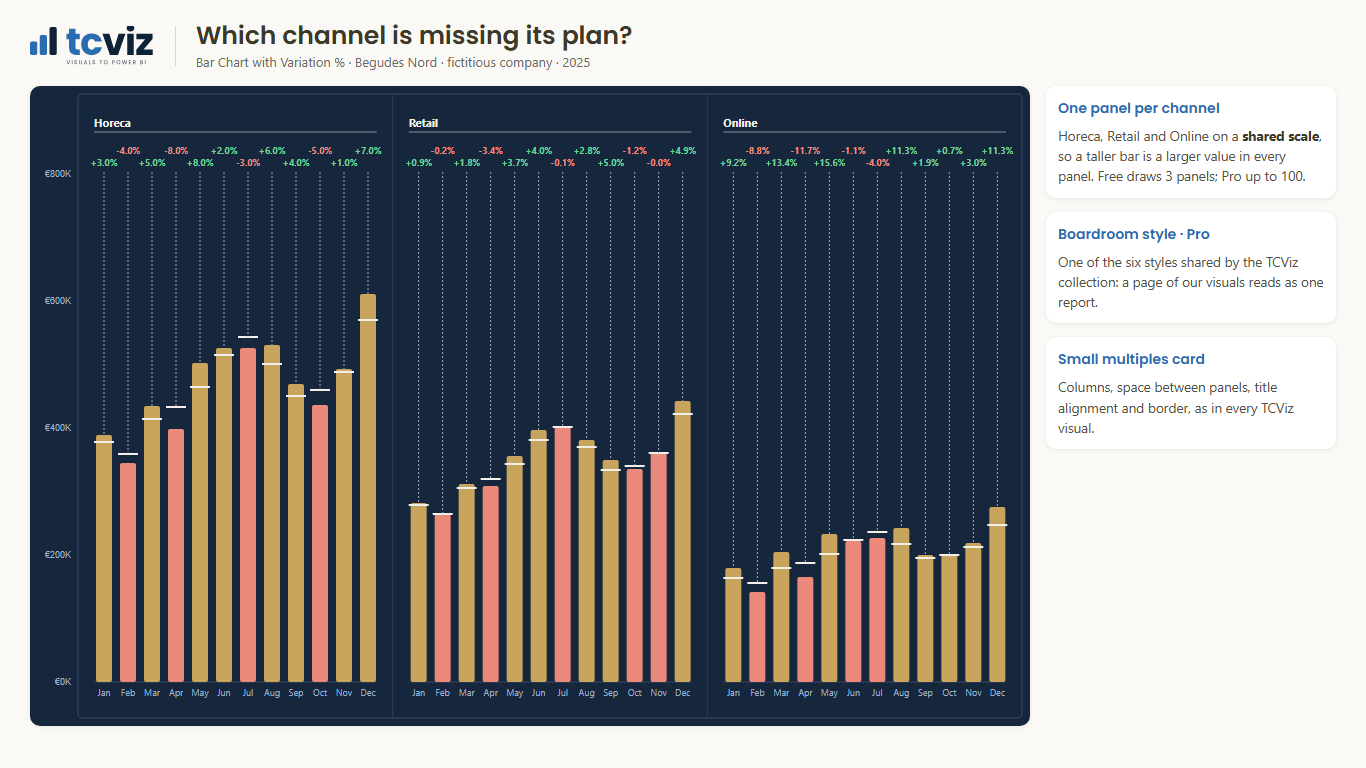 tcviz
VISUALS TO POWER BI
Which channel is missing its plan?
Bar Chart with Variation % · Begudes Nord · fictitious company · 2025
Horeca
-4.0% -8.0% +2.0% +6.0% -5.0% +7.0%
+3.0% +5.0% +8.0% -3.0% +4.0% +1.0%
Retail
-0.2% -3.4% +4.0% +2.8% -1.2% +4.9%
+0.9% +1.8% +3.7% -0.1% +5.0% -0.0%
Online
-8.8% -11.7% -1.1% +11.3% +0.7% +11.3%
+9.2% +13.4% +15.6% -4.0% +1.9% +3.0%
€800K
€600K
€400K
€200K
€0K
Jan Feb Mar Apr May Jun Jul Aug Sep Oct Nov Dec
Jan Feb Mar Apr May Jun Jul Aug Sep Oct Nov Dec
Jan Feb Mar Apr May Jun Jul Aug Sep Oct Nov Dec
One panel per channel
Horeca, Retail and Online on a shared scale,
so a taller bar is a larger value in every
panel. Free draws 3 panels; Pro up to 100.
Boardroom style · Pro
One of the six styles shared by the TCViz
collection: a page of our visuals reads as one
report.
Small multiples card
Columns, space between panels, title
alignment and border, as in every TCViz
visual.